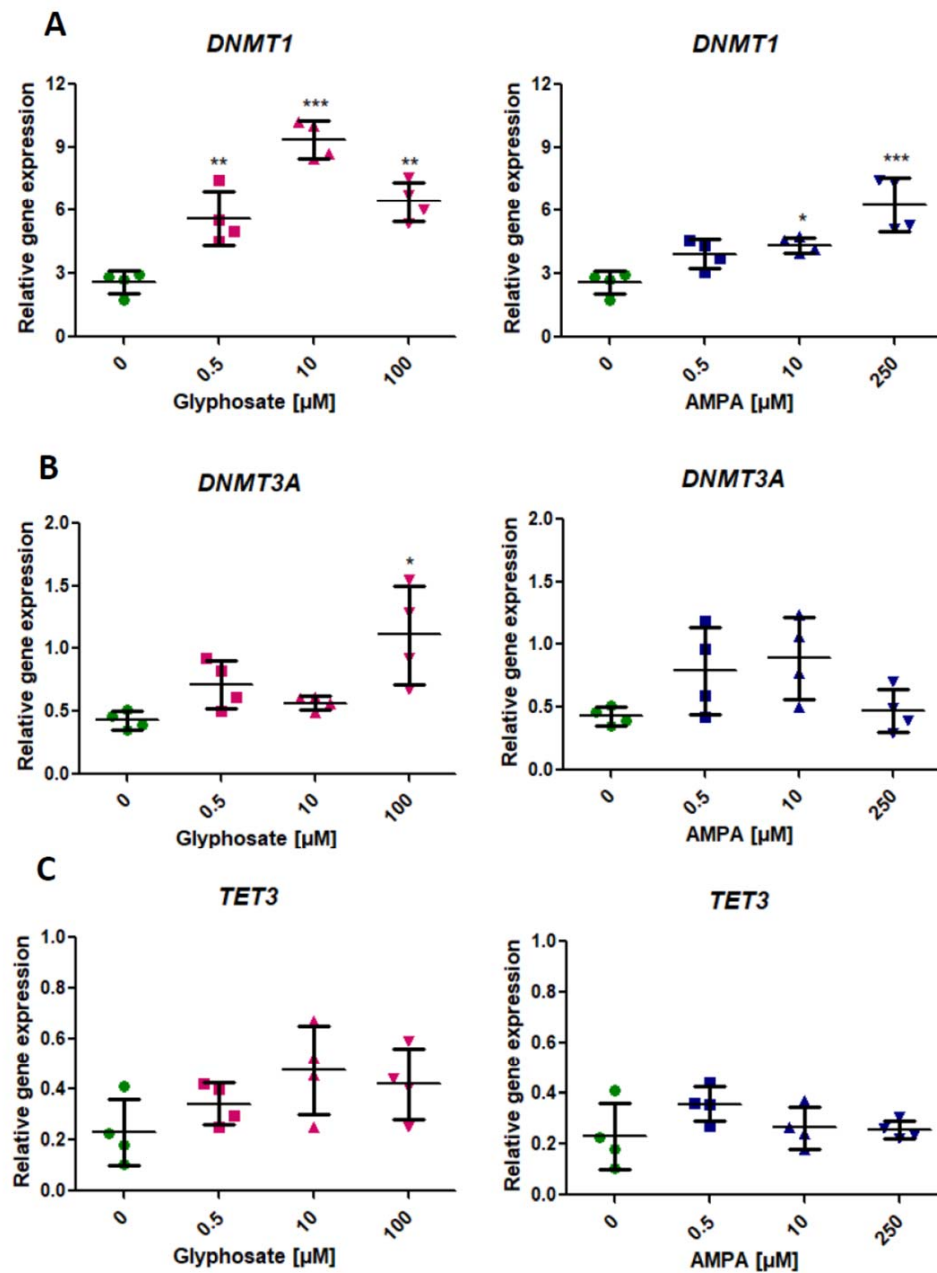 A
DNMT1
DNMT1
Relative gene expression
12
9
6
3
0
**
***
**
0
0.5
10
100
Glyphosate [µM]
Relative gene expression
12
9
6
3
0
*
***
0
0.5
10
250
AMPA [µM]
B
DNMT3A
DNMT3A
Relative gene expression
2.0
1.5
1.0
0.5
0.0
*
0
0.5
10
100
Glyphosate [µM]
Relative gene expression
2.0
1.5
1.0
0.5
0.0
0
0.5
10
250
AMPA [µM]
C
TET3
TET3
Relative gene expression
1.0
0.8
0.6
0.4
0.2
0.0
0
0.5
10
100
Glyphosate [µM]
Relative gene expression
1.0
0.8
0.6
0.4
0.2
0.0
0
0.5
10
250
AMPA [µM]